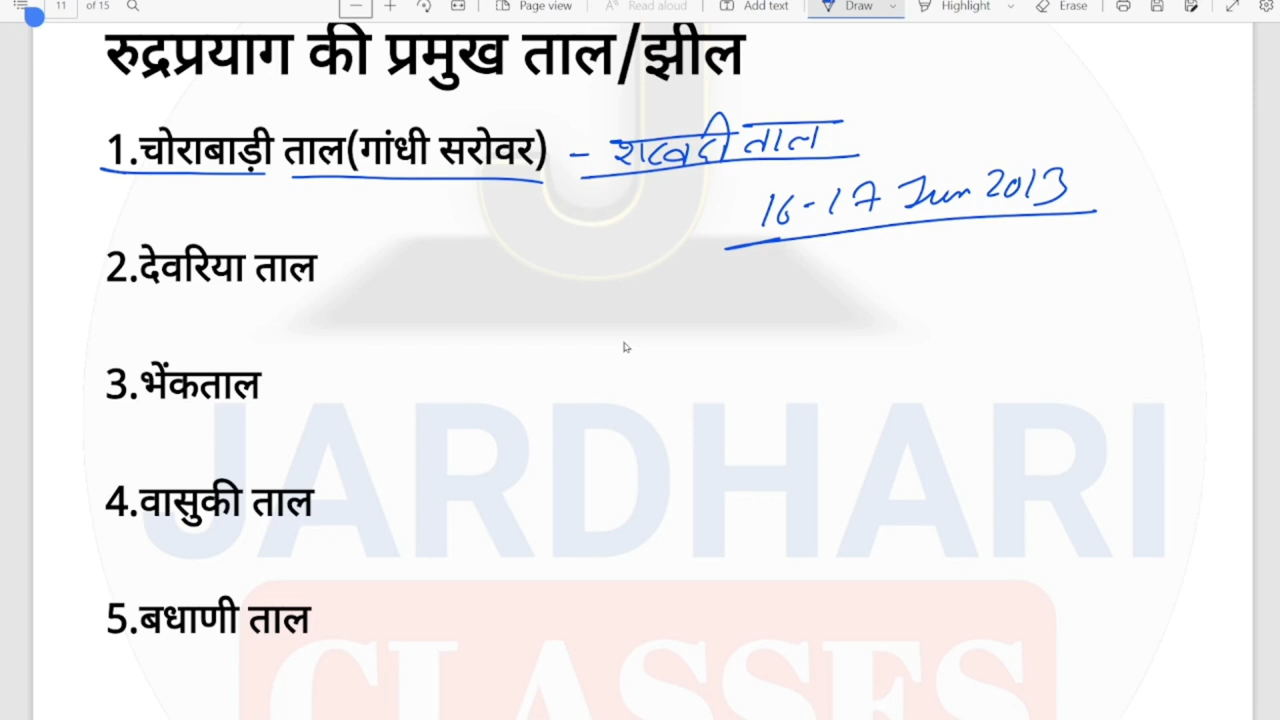 11 of 15 Page view Read aloud Add text Draw Highlight Erase
रुद्रप्रयाग की प्रमुख ताल/झील
1.चोराबाड़ी ताल(गांधी सरोवर) - ताल
16-17 Jun 2013
2.देवरिया ताल
3.भेंकताल
4.वासुकी ताल
5.बधाणी ताल
JARDHARI
CLASSES